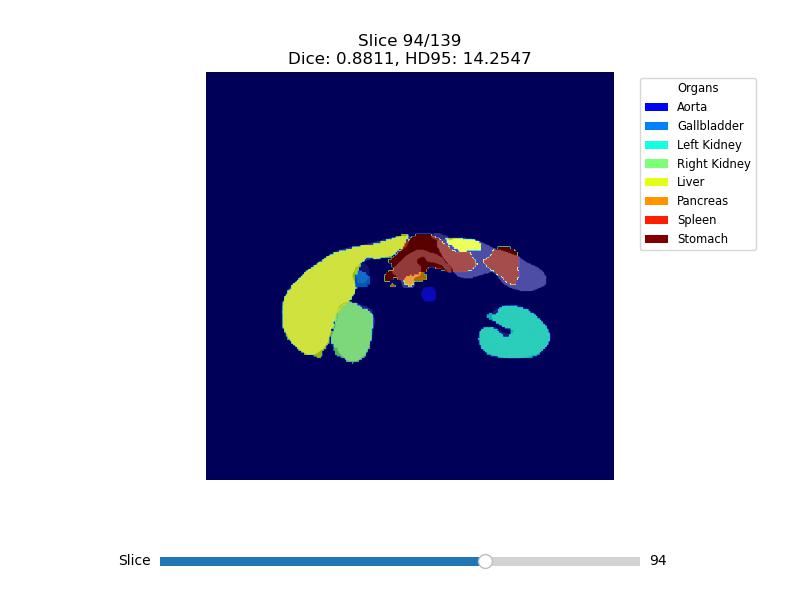 Slice 94/139
Dice: 0.8811, HD95: 14.2547
Organs
Aorta
Gallbladder
Left Kidney
Right Kidney
Liver
Pancreas
Spleen
Stomach
Slice 94